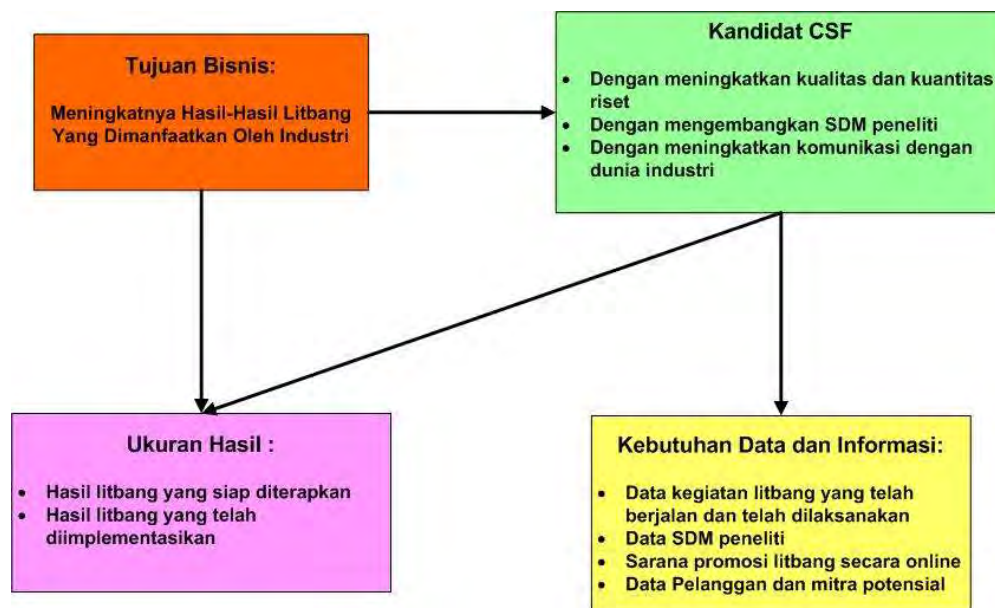 Tujuan Bisnis:
Meningkatnya Hasil-Hasil Litbang
Yang Dimanfaatkan Oleh Industri
Kandidat CSF
• Dengan meningkatkan kualitas dan kuantitas
riset
• Dengan mengembangkan SDM peneliti
• Dengan meningkatkan komunikasi dengan
dunia industri
Ukuran Hasil :
• Hasil litbang yang siap diterapkan
• Hasil litbang yang telah
diimplementasikan
Kebutuhan Data dan Informasi:
• Data kegiatan litbang yang telah
berjalan dan telah dilaksanakan
• Data SDM peneliti
• Sarana promosi litbang secara online
• Data Pelanggan dan mitra potensial